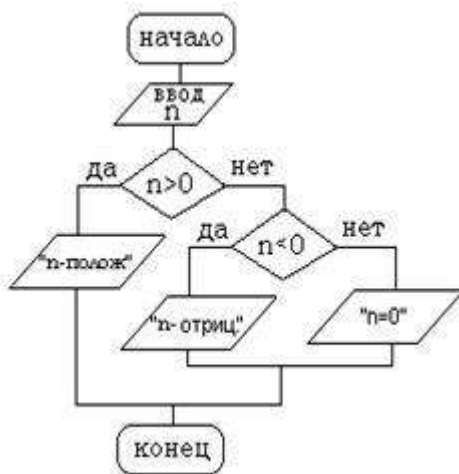 начало
ввод
n
да
n>0
нет
"n-полож"
да
n<0
нет
"n-отриц."
"n=0"
конец